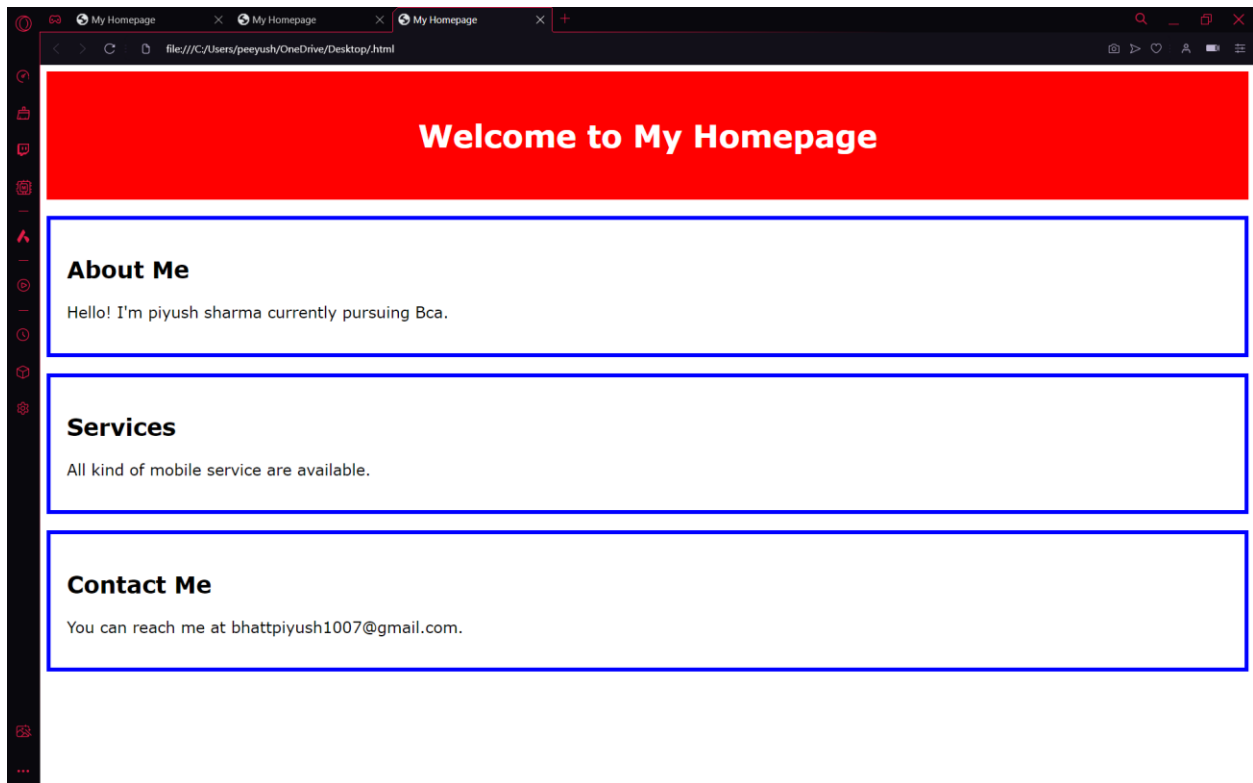 My Homepage
My Homepage
My Homepage
file:///C:/Users/peeyush/OneDrive/Desktop/.html
Welcome to My Homepage
About Me
Hello! I'm piyush sharma currently pursuing Bca.
Services
All kind of mobile service are available.
Contact Me
You can reach me at bhattpiyush1007@gmail.com.